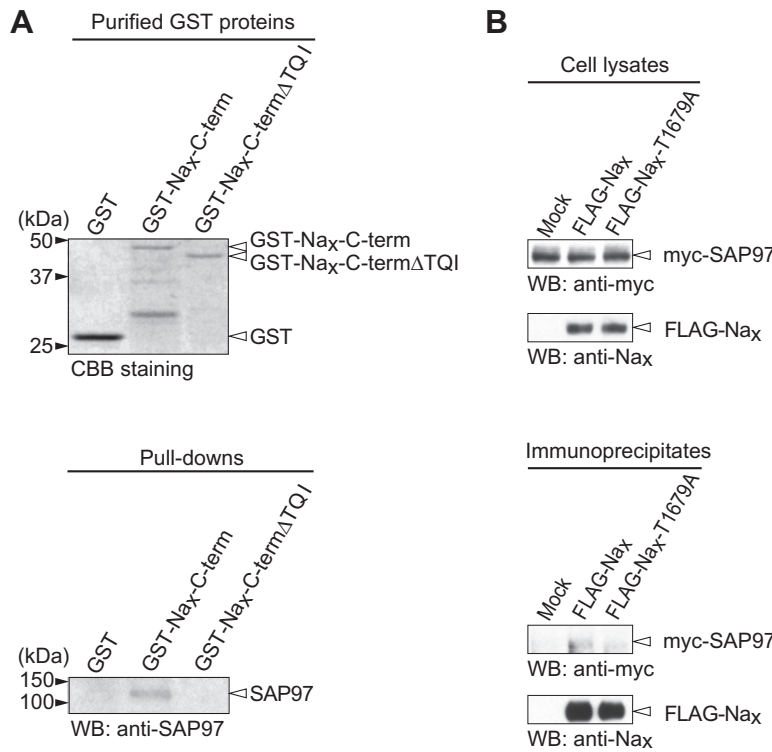 A
Purified GST proteins
GST
GST-Nax-C-term
GST-Nax-C-termΔTQI
(kDa)
50
37
25
GST-Nax-C-term
GST-Nax-C-termΔTQI
GST
CBB staining
Pull-downs
GST
GST-Nax-C-term
GST-Nax-C-termΔTQI
(kDa)
150
100
SAP97
WB: anti-SAP97
B
Cell lysates
Mock
FLAG-Nax
FLAG-Nax-T1679A
myc-SAP97
WB: anti-myc
FLAG-Nax
WB: anti-Nax
Immunoprecipitates
Mock
FLAG-Nax
FLAG-Nax-T1679A
myc-SAP97
WB: anti-myc
FLAG-Nax
WB: anti-Nax